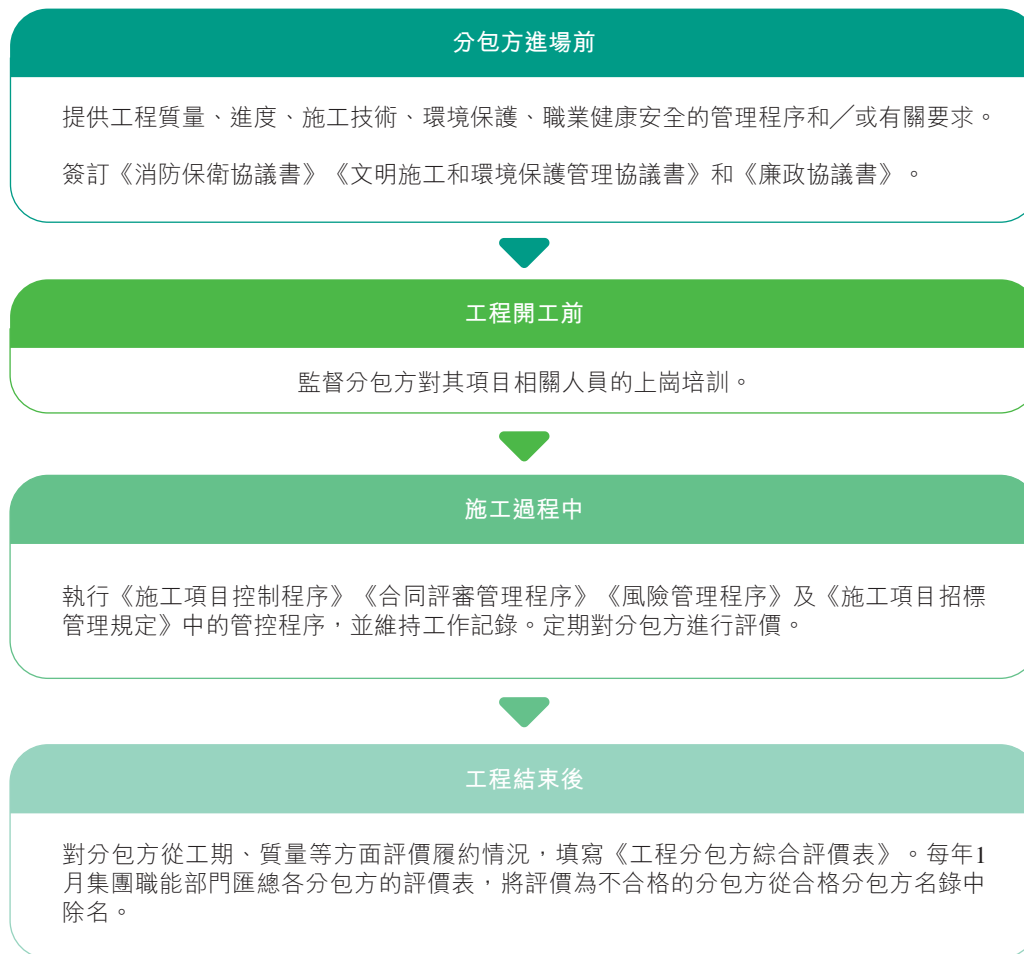 分包方進場前
提供工程質量、進度、施工技術、環境保護、職業健康安全的管理程序和╱或有關要求。
簽訂《消防保衛協議書》《文明施工和環境保護管理協議書》和《廉政協議書》。
工程開工前
監督分包方對其項目相關人員的上崗培訓。
施工過程中
執行《施工項目控制程序》《合同評審管理程序》《風險管理程序》及《施工項目招標
管理規定》中的管控程序，並維持工作記錄。定期對分包方進行評價。
工程結束後
對分包方從工期、質量等方面評價履約情況，填寫《工程分包方綜合評價表》。每年1
月集團職能部門匯總各分包方的評價表，將評價為不合格的分包方從合格分包方名錄中
除名。